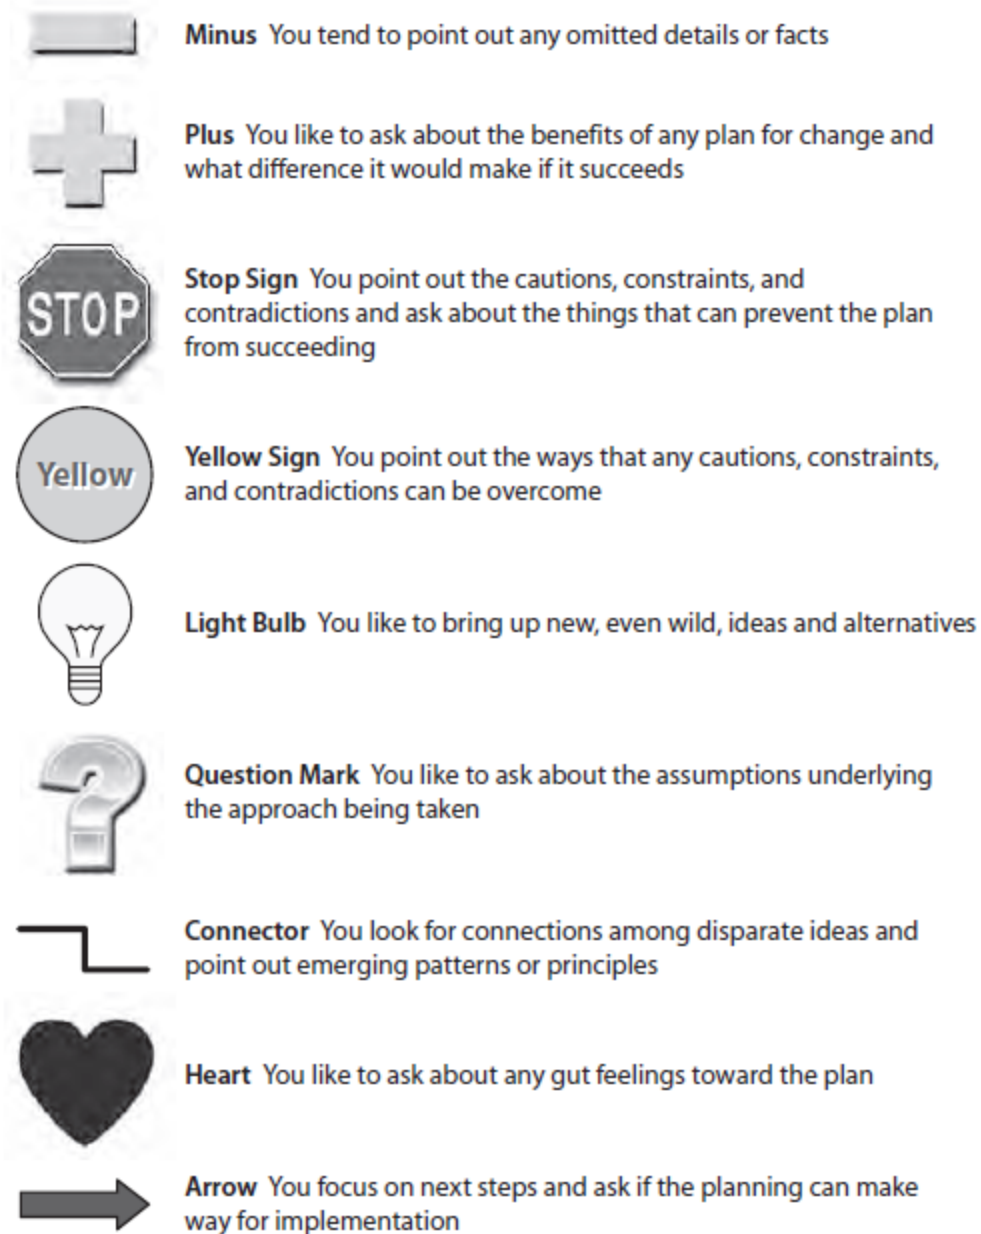 Minus You tend to point out any omitted details or facts
Plus You like to ask about the benefits of any plan for change and
what difference it would make if it succeeds
STOP
Stop Sign You point out the cautions, constraints, and
contradictions and ask about the things that can prevent the plan
from succeeding
Yellow
Yellow Sign You point out the ways that any cautions, constraints,
and contradictions can be overcome
Light Bulb You like to bring up new, even wild, ideas and alternatives
Question Mark You like to ask about the assumptions underlying
the approach being taken
Connector You look for connections among disparate ideas and
point out emerging patterns or principles
Heart You like to ask about any gut feelings toward the plan
Arrow You focus on next steps and ask if the planning can make
way for implementation